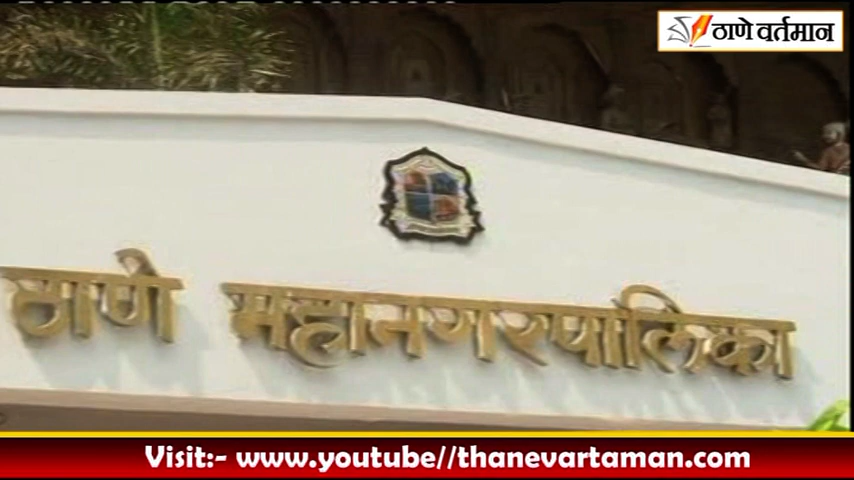 ठाणे वर्तमान
ठाणे महानगरपालिका
Visit:- www.youtube//thanevartaman.com